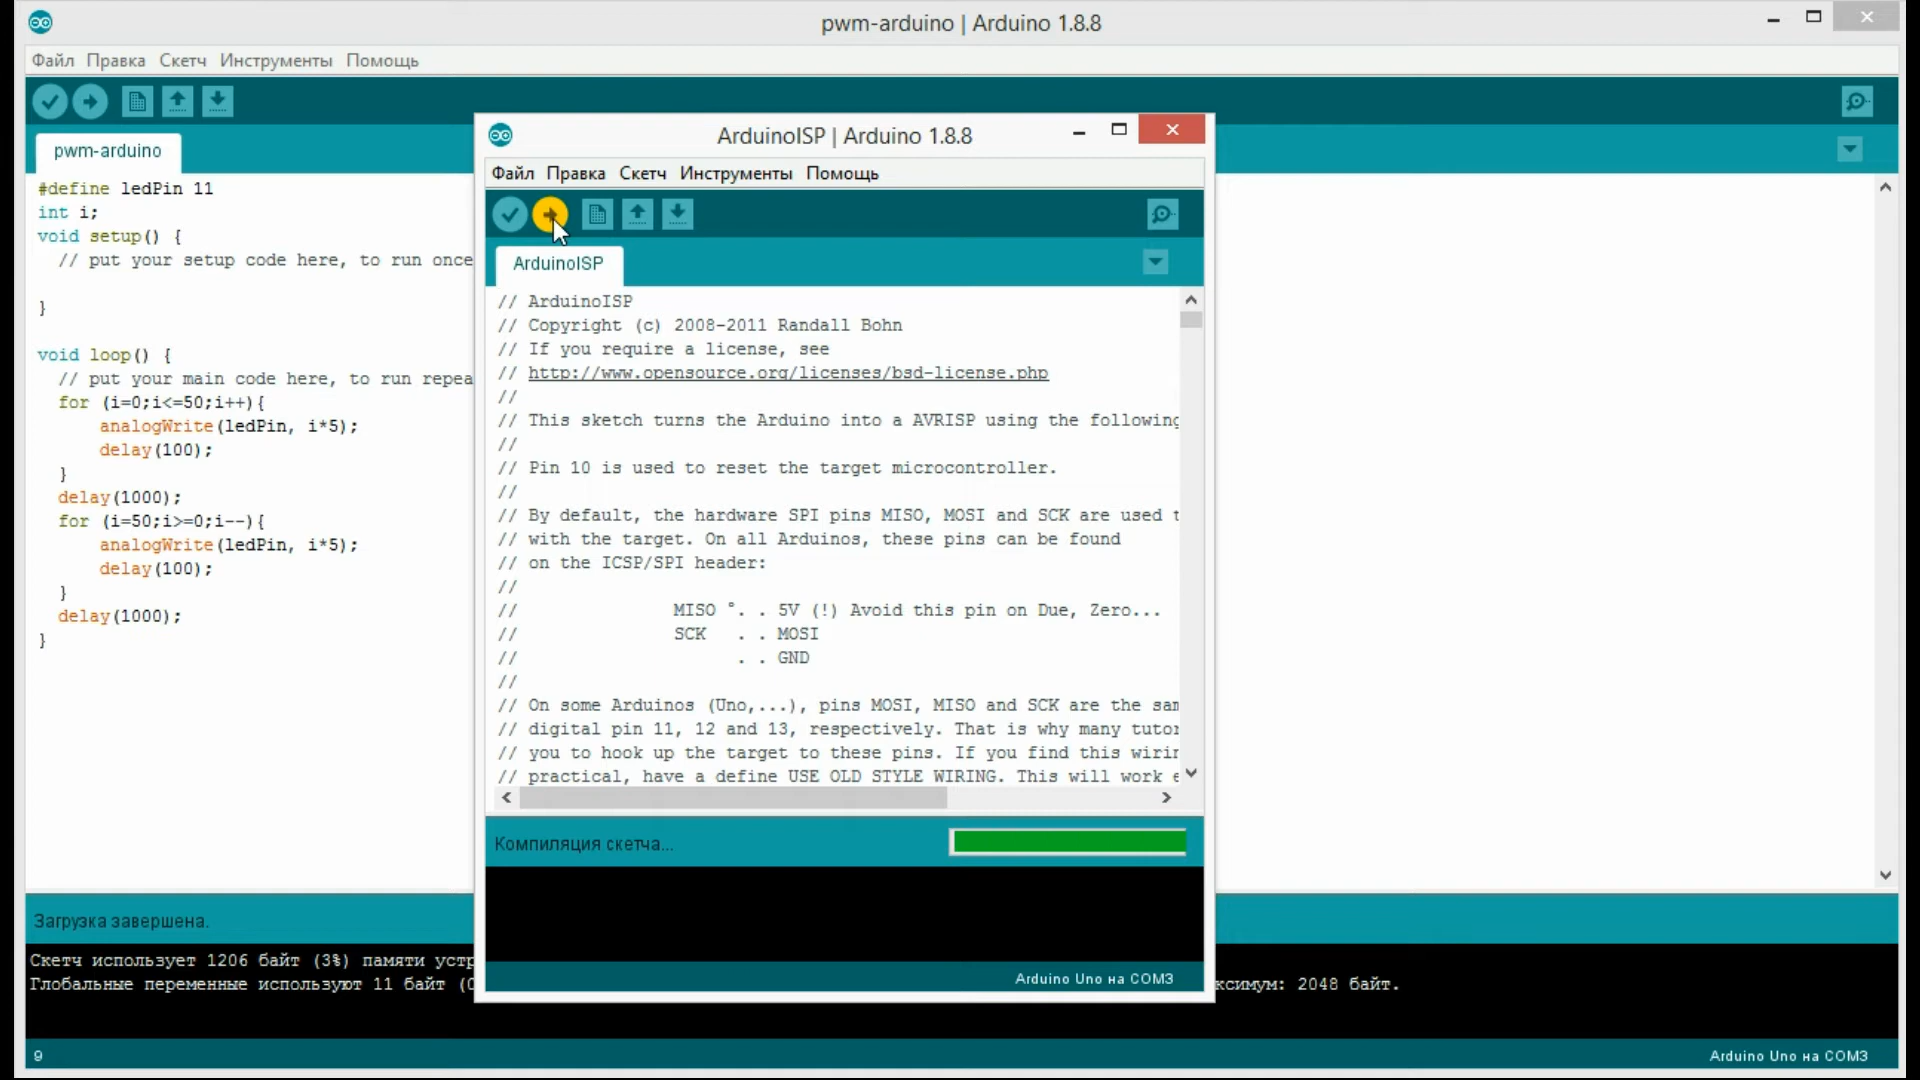 pwm-arduino | Arduino 1.8.8
Файл Правка Скетч Инструменты Помощь
pwm-arduino
#define ledPin 11
int i;
void setup() {
// put your setup code here, to run once
}
void loop() {
// put your main code here, to run repea
for (i=0;i<=50;i++){
analogWrite(ledPin, i*5);
delay(100);
}
delay(1000);
for (i=50;i>=0;i--){
analogWrite(ledPin, i*5);
delay(100);
}
delay(1000);
}
ArduinoISP | Arduino 1.8.8
Файл Правка Скетч Инструменты Помощь
ArduinoISP
// ArduinoISP
// Copyright (c) 2008-2011 Randall Bohn
// If you require a license, see
// http://www.opensource.org/licenses/bsd-license.php
//
// This sketch turns the Arduino into a AVRISP using the following
//
// Pin 10 is used to reset the target microcontroller.
//
// By default, the hardware SPI pins MISO, MOSI and SCK are used t
// with the target. On all Arduinos, these pins can be found
// on the ICSP/SPI header:
//
// MISO °. . 5V (!) Avoid this pin on Due, Zero...
// SCK . . MOSI
// . . GND
//
// On some Arduinos (Uno,...), pins MOSI, MISO and SCK are the sam
// digital pin 11, 12 and 13, respectively. That is why many tutor
// you to hook up the target to these pins. If you find this wirin
// practical, have a define USE OLD STYLE WIRING. This will work e
Компиляция скетча...
Arduino Uno на COM3
Загрузка завершена.
Скетч использует 1206 байт (3%) памяти устр
Глобальные переменные используют 11 байт (0 ксимум: 2048 байт.
9
Arduino Uno на COM3